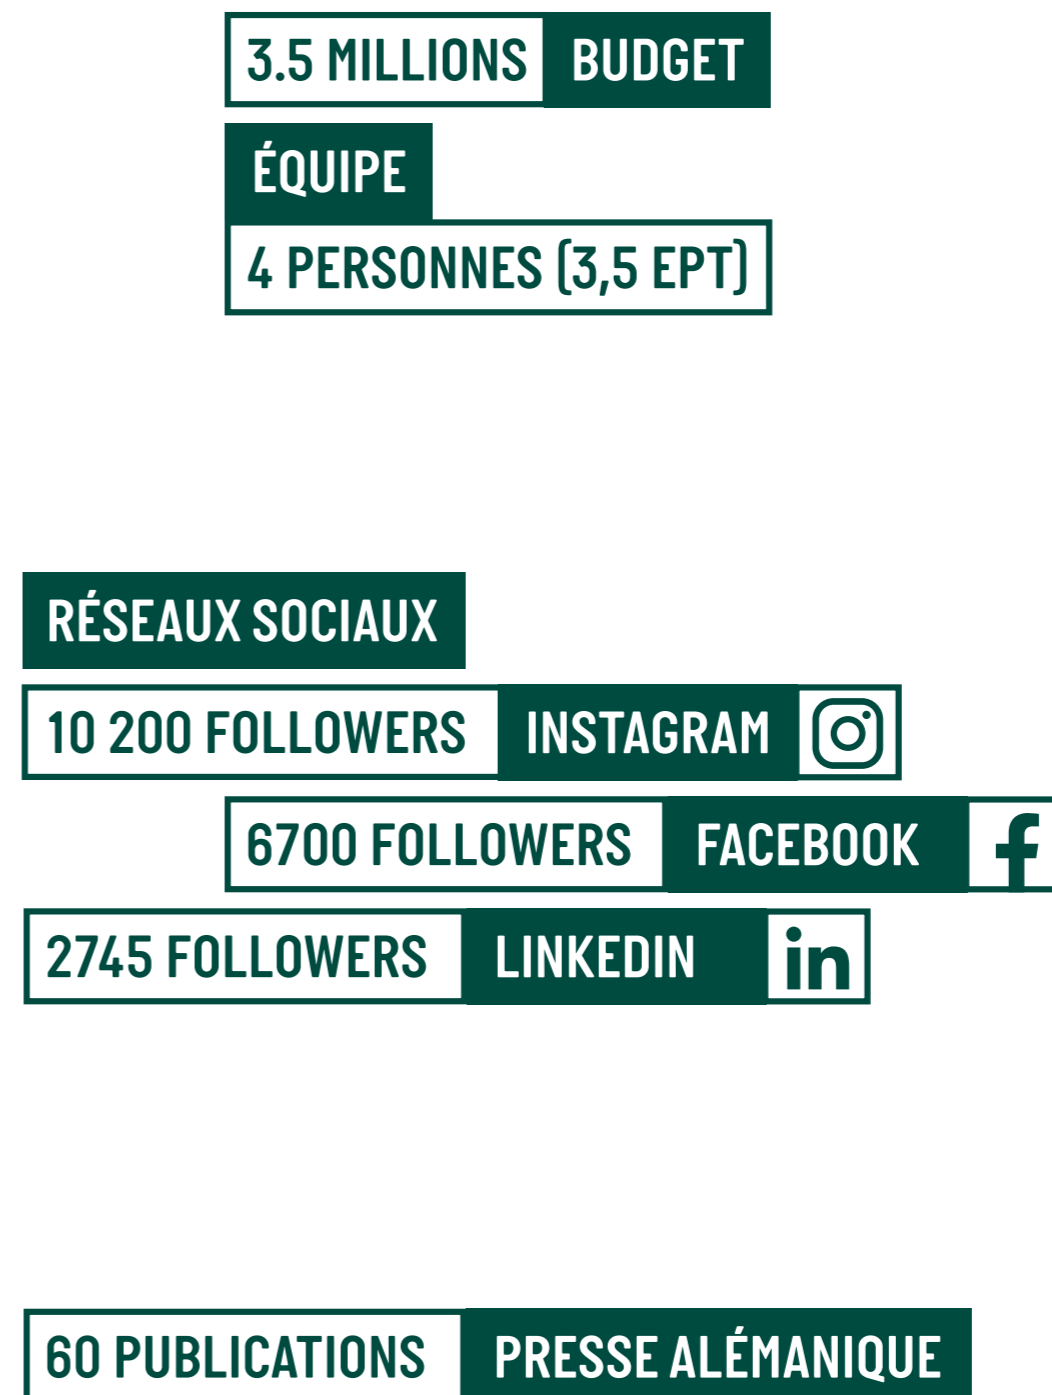 3.5 MILLIONS BUDGET
ÉQUIPE
4 PERSONNES (3,5 EPT)
RÉSEAUX SOCIAUX
10 200 FOLLOWERS INSTAGRAM
6700 FOLLOWERS FACEBOOK
2745 FOLLOWERS LINKEDIN in
60 PUBLICATIONS PRESSE ALÉMANIQUE